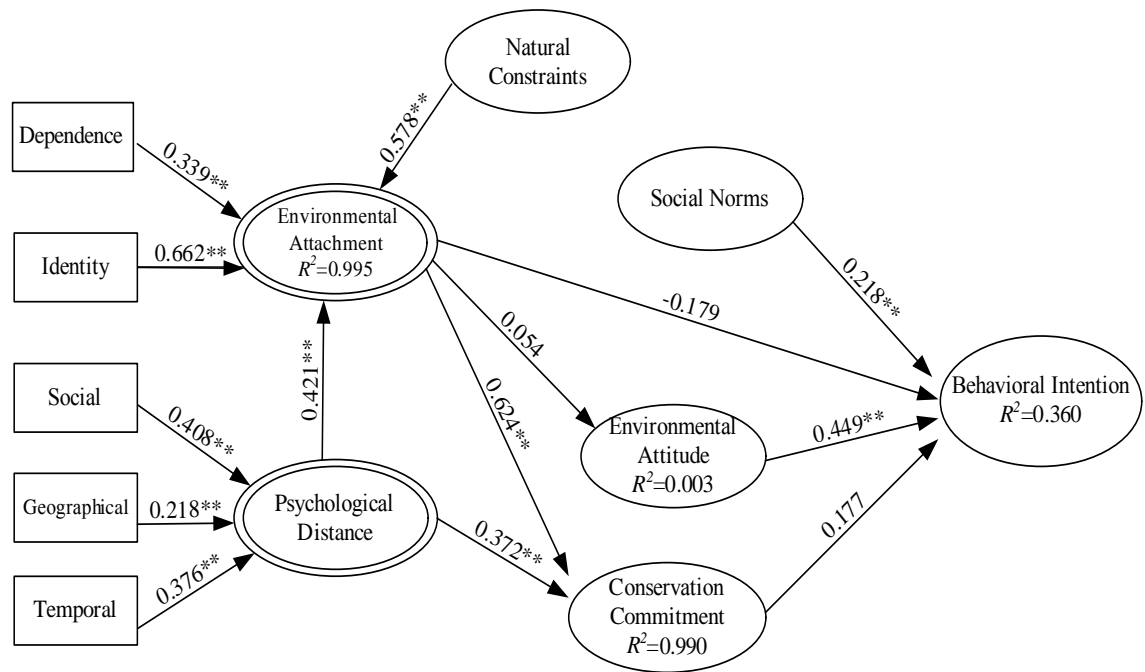 Natural
Constraints
Dependence
0.578**
0.339**
Social Norms
Environmental
Attachment
R²=0.995
Identity
0.662**
0.218**
-0.179
0.054
Social
0.421**
0.624**
Behavioral Intention
R²=0.360
0.408**
Environmental
Attitude
R²=0.003
0.449**
Geographical
0.218**
Psychological
Distance
0.372**
0.177
0.376**
Temporal
Conservation
Commitment
R²=0.990